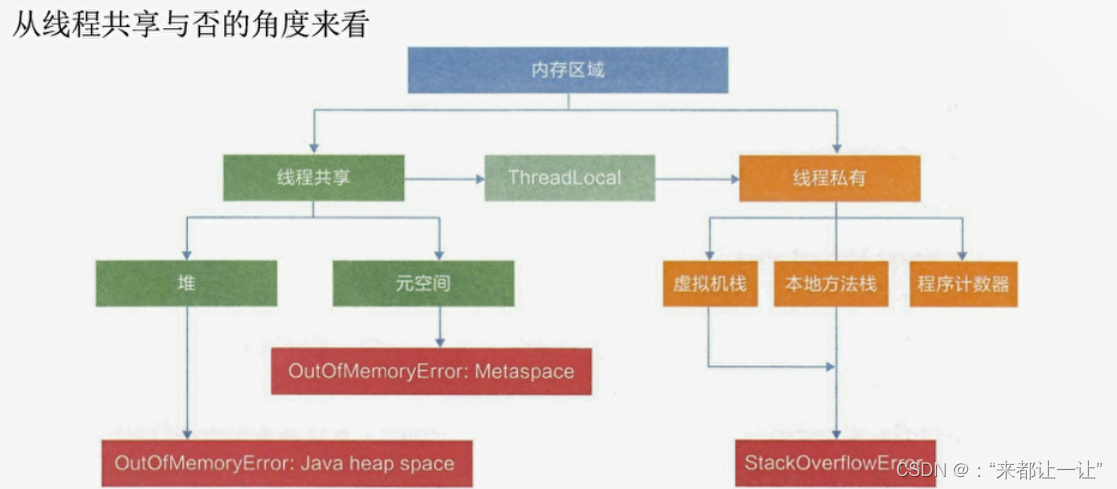 从线程共享与否的角度来看
内存区域
线程共享
ThreadLocal
线程私有
堆
元空间
虚拟机栈
本地方法栈
程序计数器
OutOfMemoryError: Metaspace
OutOfMemoryError: Java heap space
StackOverflowError
CSDN @：“来都让一让”